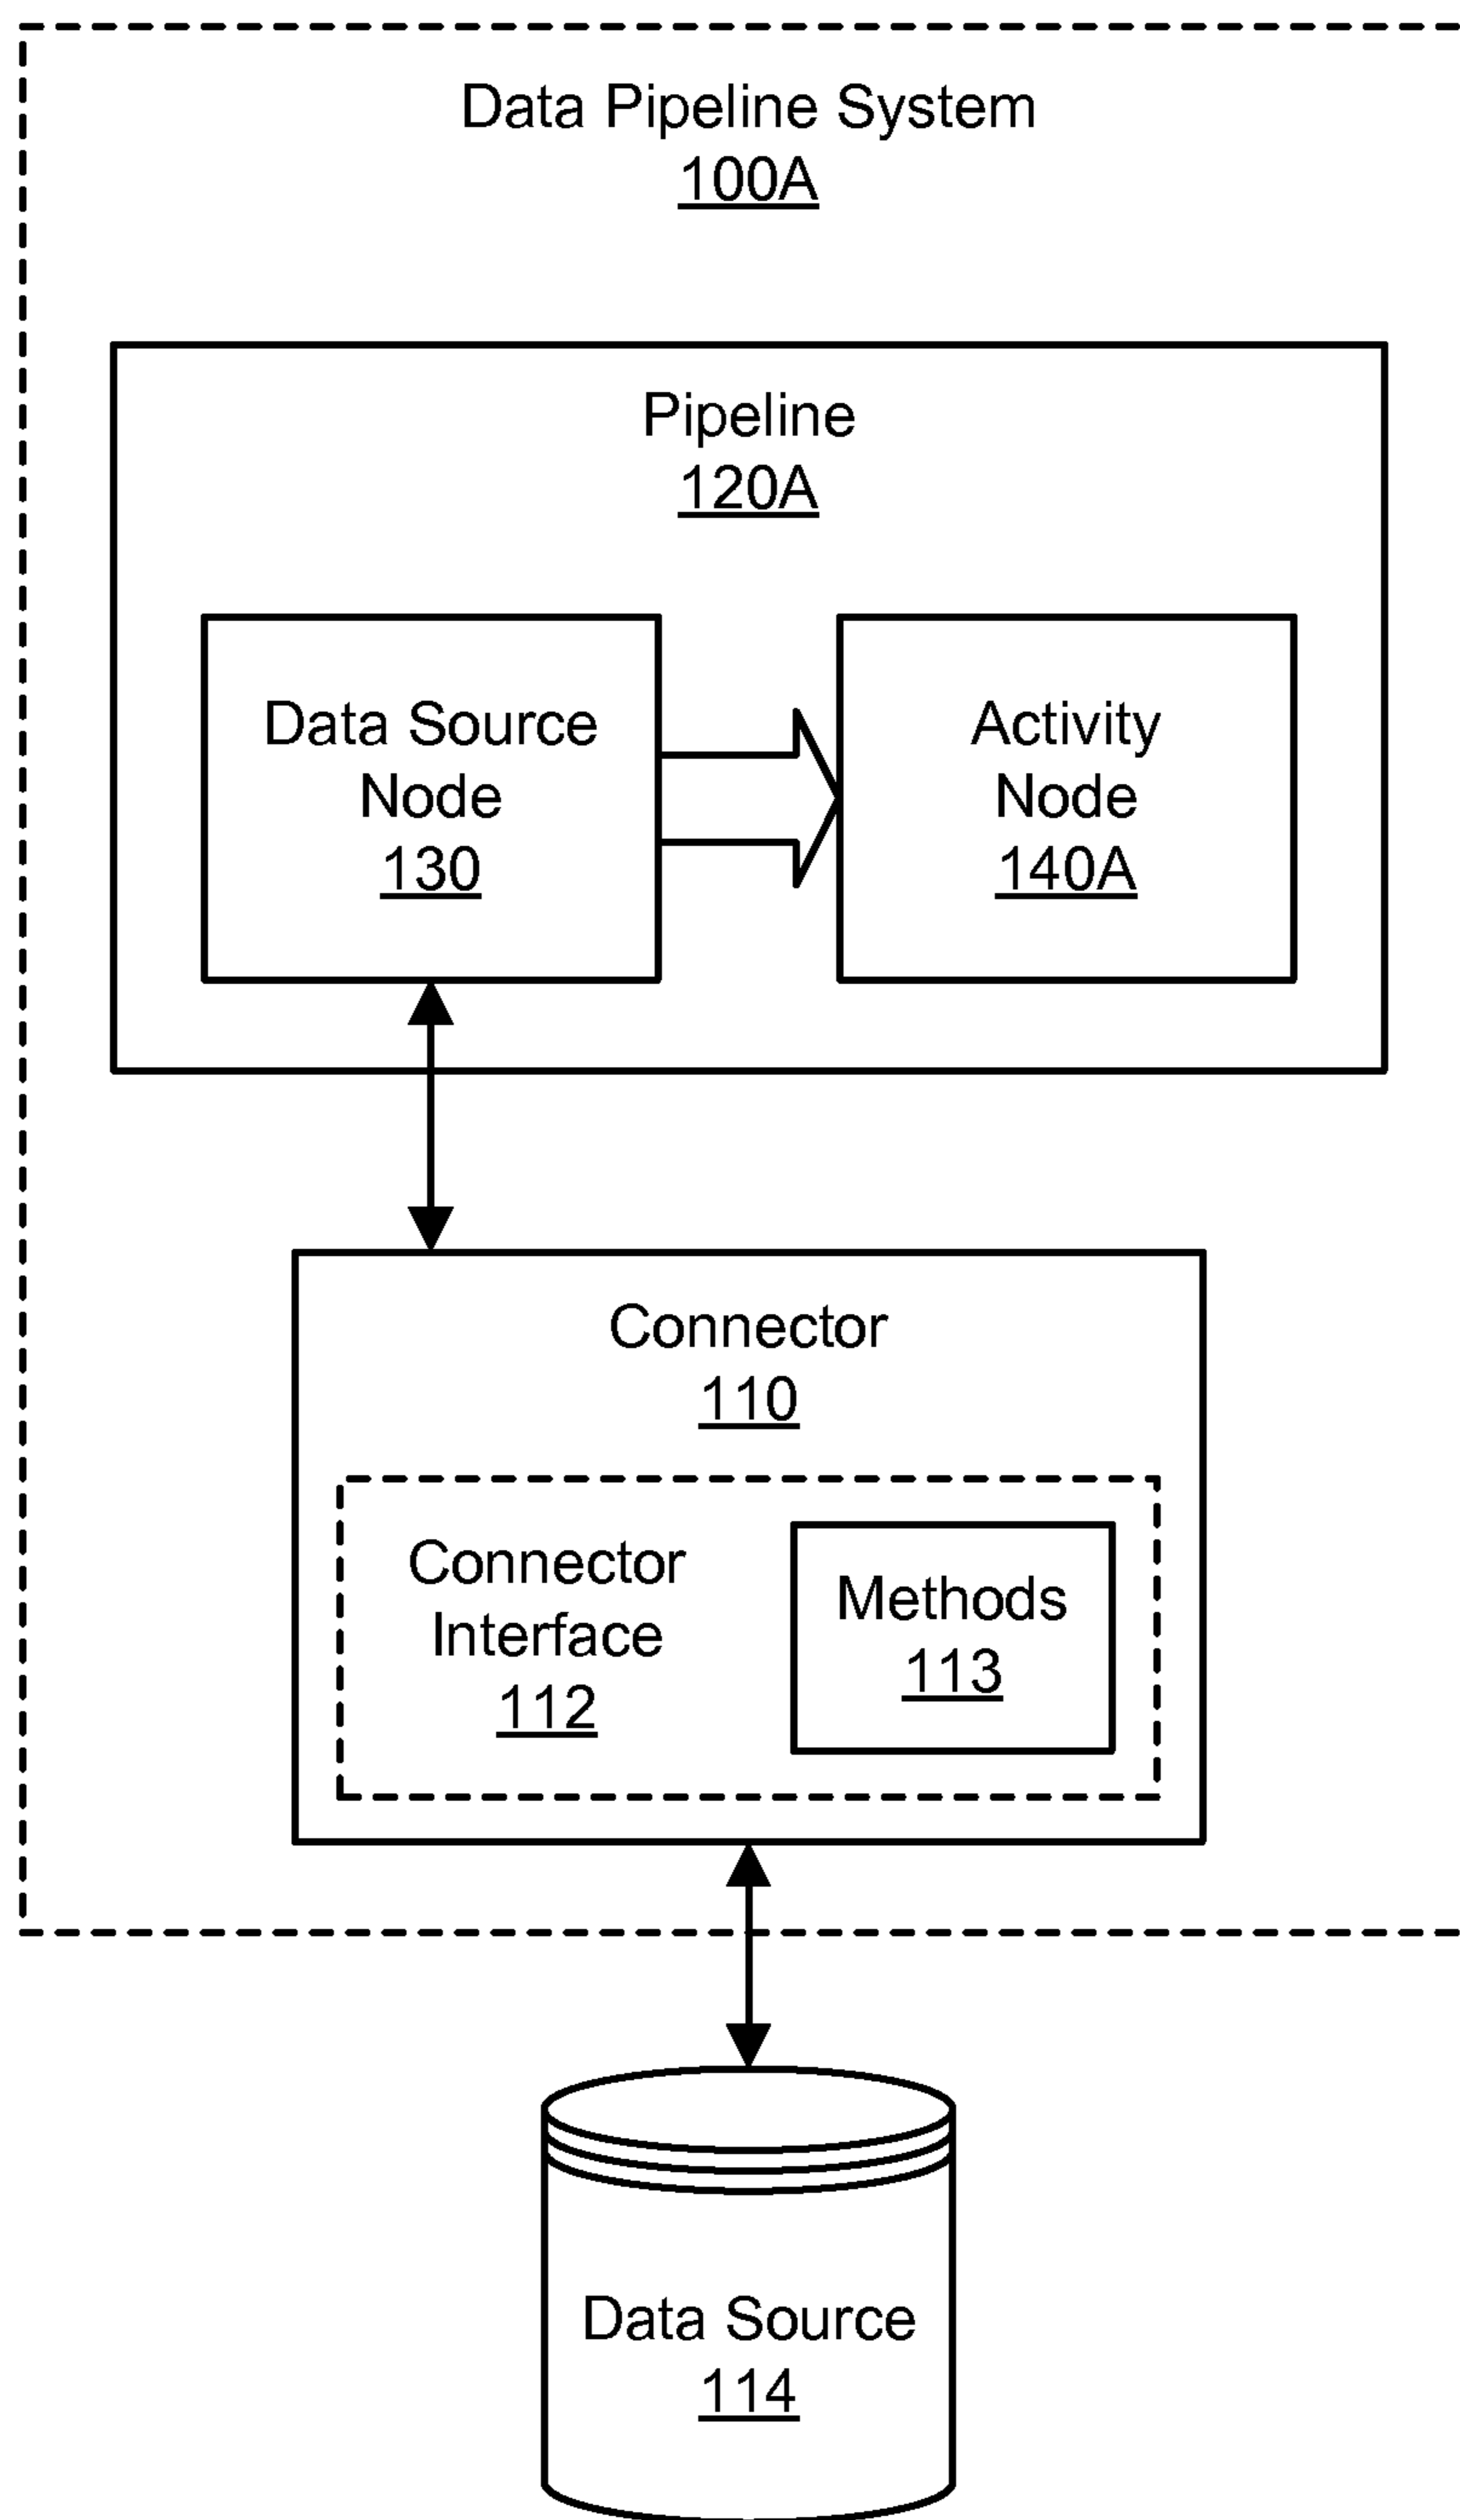 Data Pipeline System
100A
Pipeline
120A
Data Source
Node
130
Activity
Node
140A
Connector
110
Connector
Interface
112
Methods
113
Data Source
114